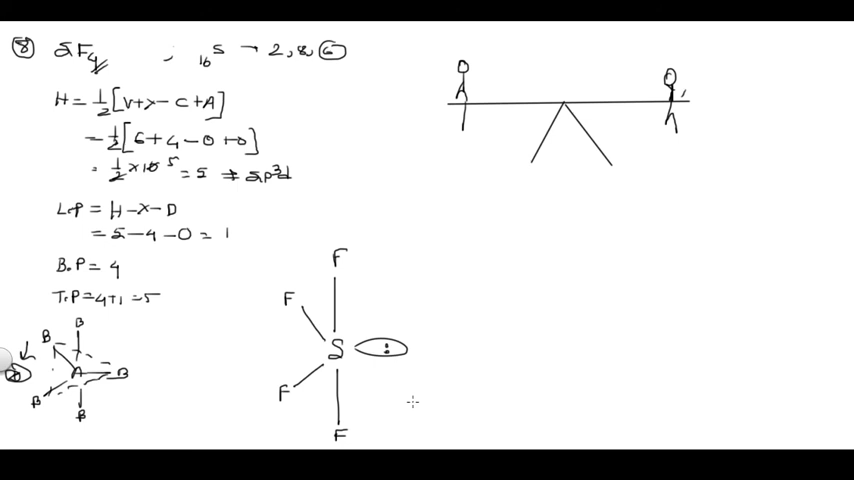 ⑧ SF4 , 16S → 2, 8, ⑥
H = 1/2 [V+X-C+A]
= 1/2 [6+4-0+0]
= 1/2 × 10 5 = 5 ⇒ SP3d
L.P = H-X-D
= 5-4-0 = 1
B.P = 4
T.P = 4+1 = 5
B
B
A B
B
B
F
F
S :
F
F